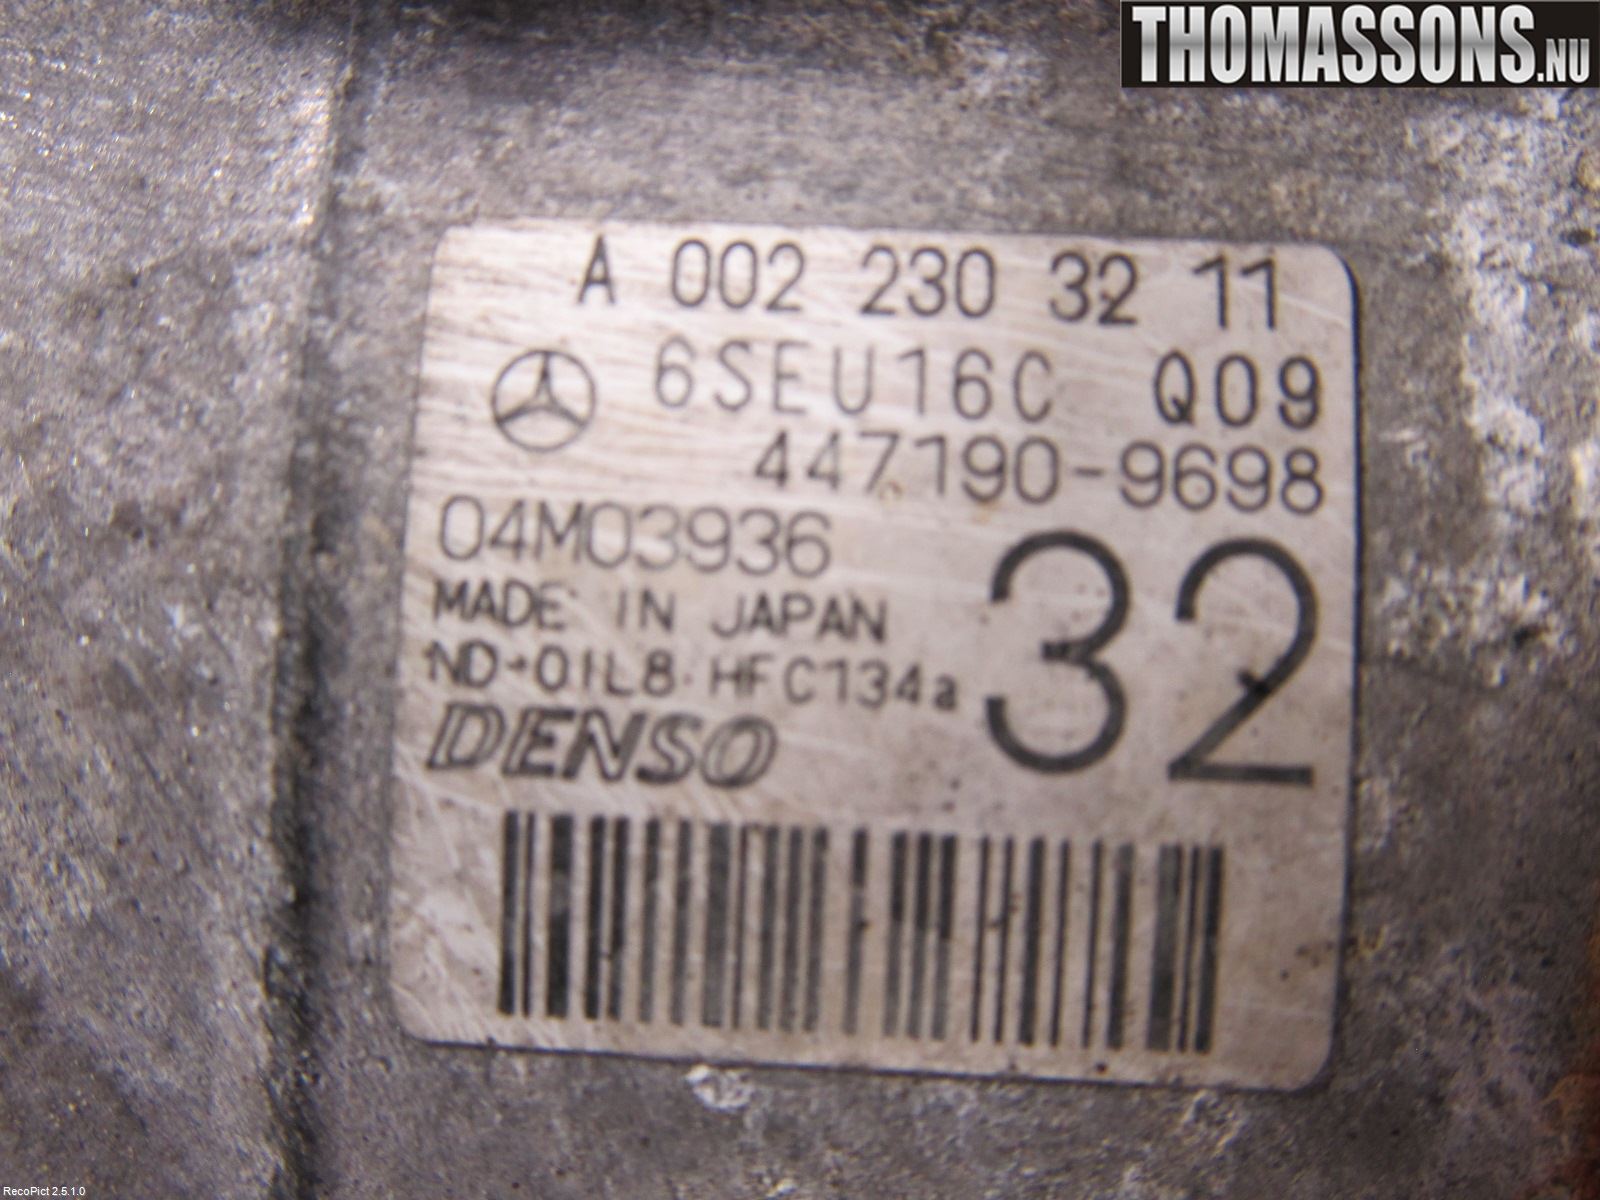 THOMASSONS.NU
A 002 230 32 11
6SEU16C Q09
447190-9698
04M03936
32
MADE IN JAPAN
ND-OIL8 HFC134a
DENSO
RecoPict 2.5.1.0